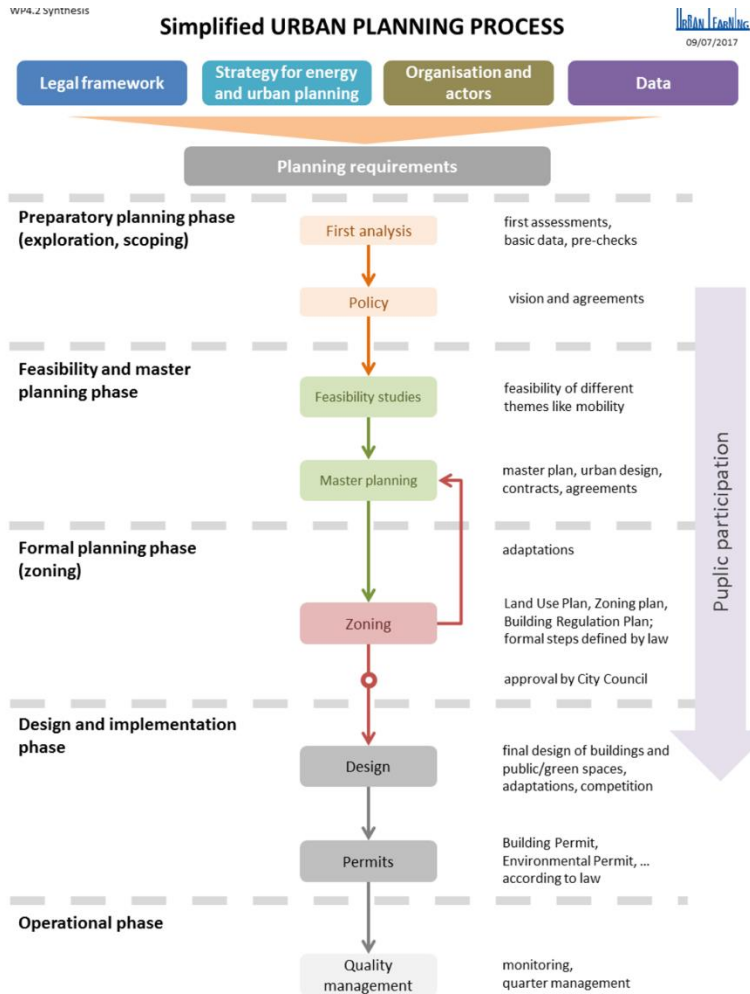 WP4.2 Synthesis
Simplified URBAN PLANNING PROCESS
URBAN LEARNING
09/07/2017
Legal framework
Strategy for energy
and urban planning
Organisation and
actors
Data
Planning requirements
Preparatory planning phase
(exploration, scoping)
First analysis
first assessments,
basic data, pre-checks
Policy
vision and agreements
Feasibility and master
planning phase
Feasibility studies
feasibility of different
themes like mobility
Master planning
master plan, urban design,
contracts, agreements
Formal planning phase
(zoning)
adaptations
Zoning
Land Use Plan, Zoning plan,
Building Regulation Plan;
formal steps defined by law
approval by City Council
Puplic participation
Design and implementation
phase
Design
final design of buildings and
public/green spaces,
adaptations, competition
Permits
Building Permit,
Environmental Permit, ...
according to law
Operational phase
Quality
management
monitoring,
quarter management